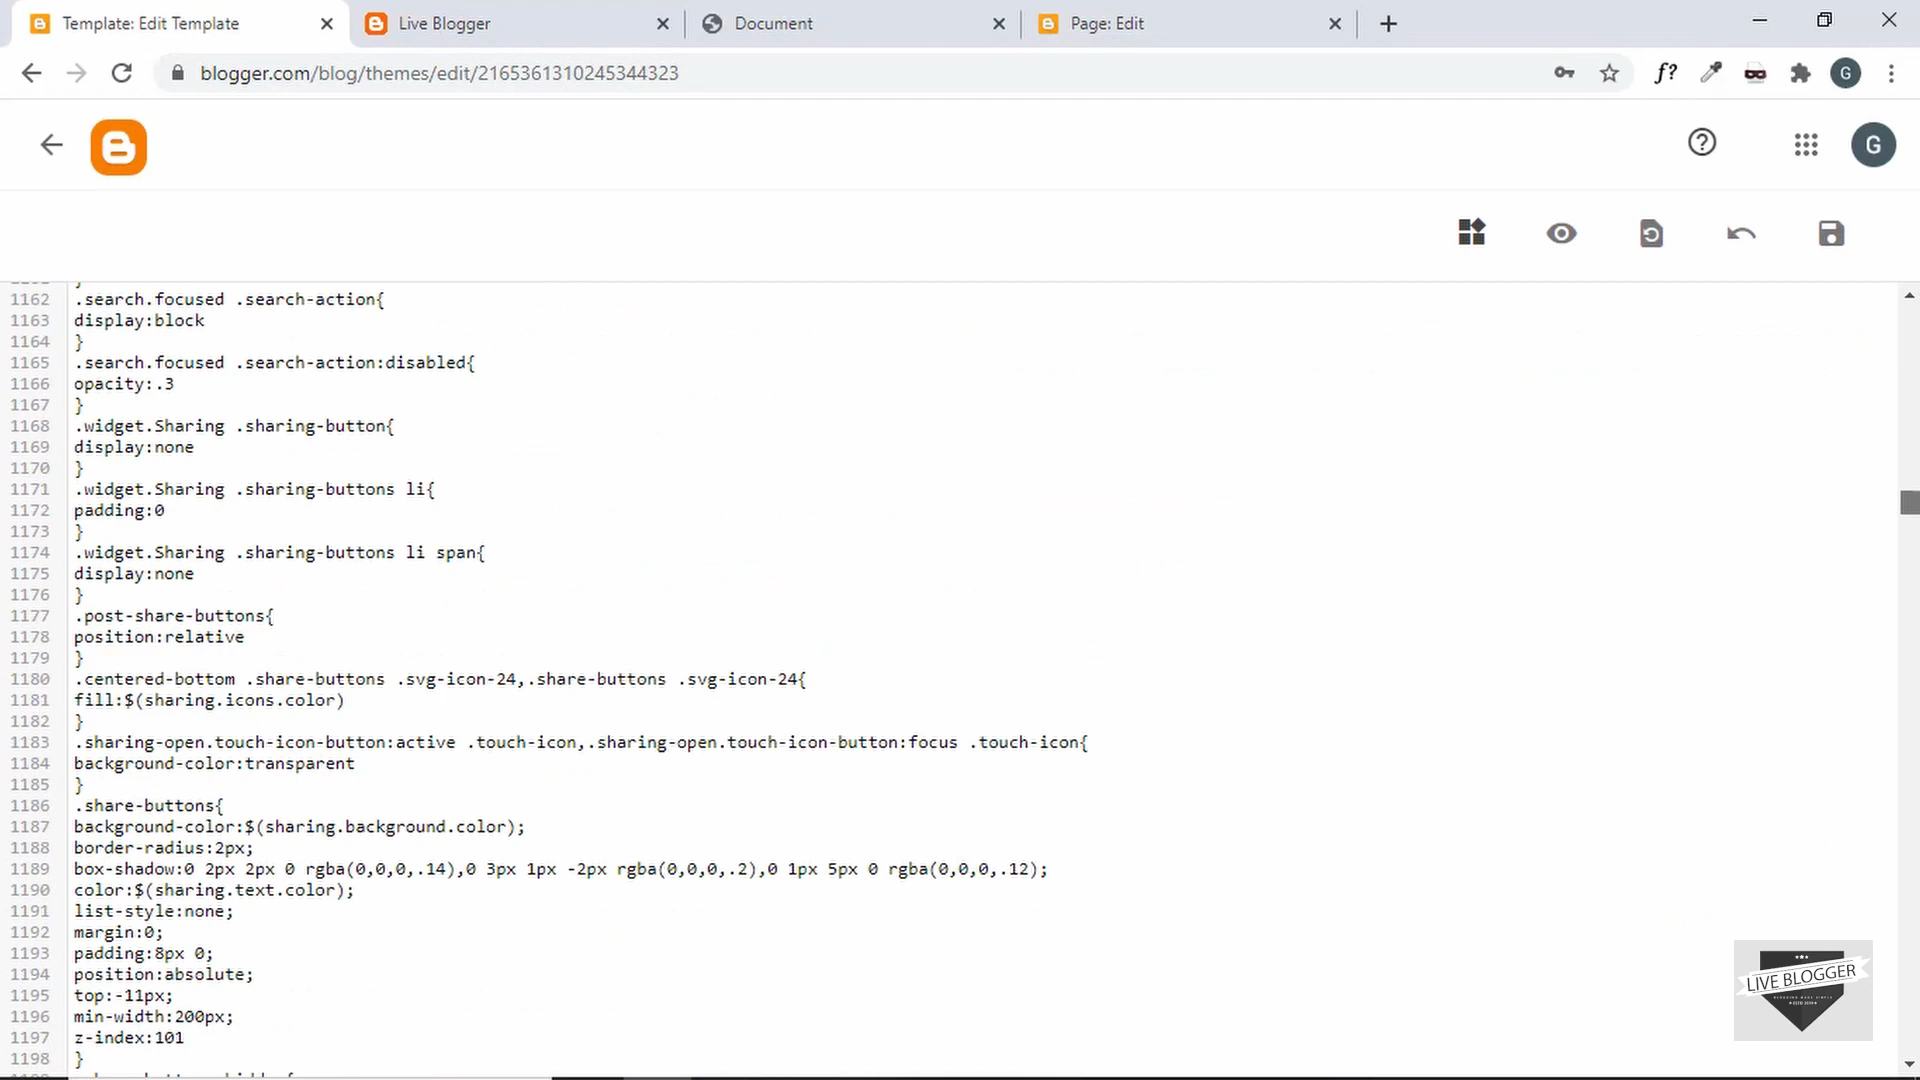 Template: Edit Template
Live Blogger
Document
Page: Edit
blogger.com/blog/themes/edit/2165361310245344323
f?
G
G
1162 .search.focused .search-action{
1163 display:block
1164 }
1165 .search.focused .search-action:disabled{
1166 opacity:.3
1167 }
1168 .widget.Sharing .sharing-button{
1169 display:none
1170 }
1171 .widget.Sharing .sharing-buttons li{
1172 padding:0
1173 }
1174 .widget.Sharing .sharing-buttons li span{
1175 display:none
1176 }
1177 .post-share-buttons{
1178 position:relative
1179 }
1180 .centered-bottom .share-buttons .svg-icon-24,.share-buttons .svg-icon-24{
1181 fill:$(sharing.icons.color)
1182 }
1183 .sharing-open.touch-icon-button:active .touch-icon,.sharing-open.touch-icon-button:focus .touch-icon{
1184 background-color:transparent
1185 }
1186 .share-buttons{
1187 background-color:$(sharing.background.color);
1188 border-radius:2px;
1189 box-shadow:0 2px 2px 0 rgba(0,0,0,.14),0 3px 1px -2px rgba(0,0,0,.2),0 1px 5px 0 rgba(0,0,0,.12);
1190 color:$(sharing.text.color);
1191 list-style:none;
1192 margin:0;
1193 padding:8px 0;
1194 position:absolute;
1195 top:-11px;
1196 min-width:200px;
1197 z-index:101
1198 }
LIVE BLOGGER